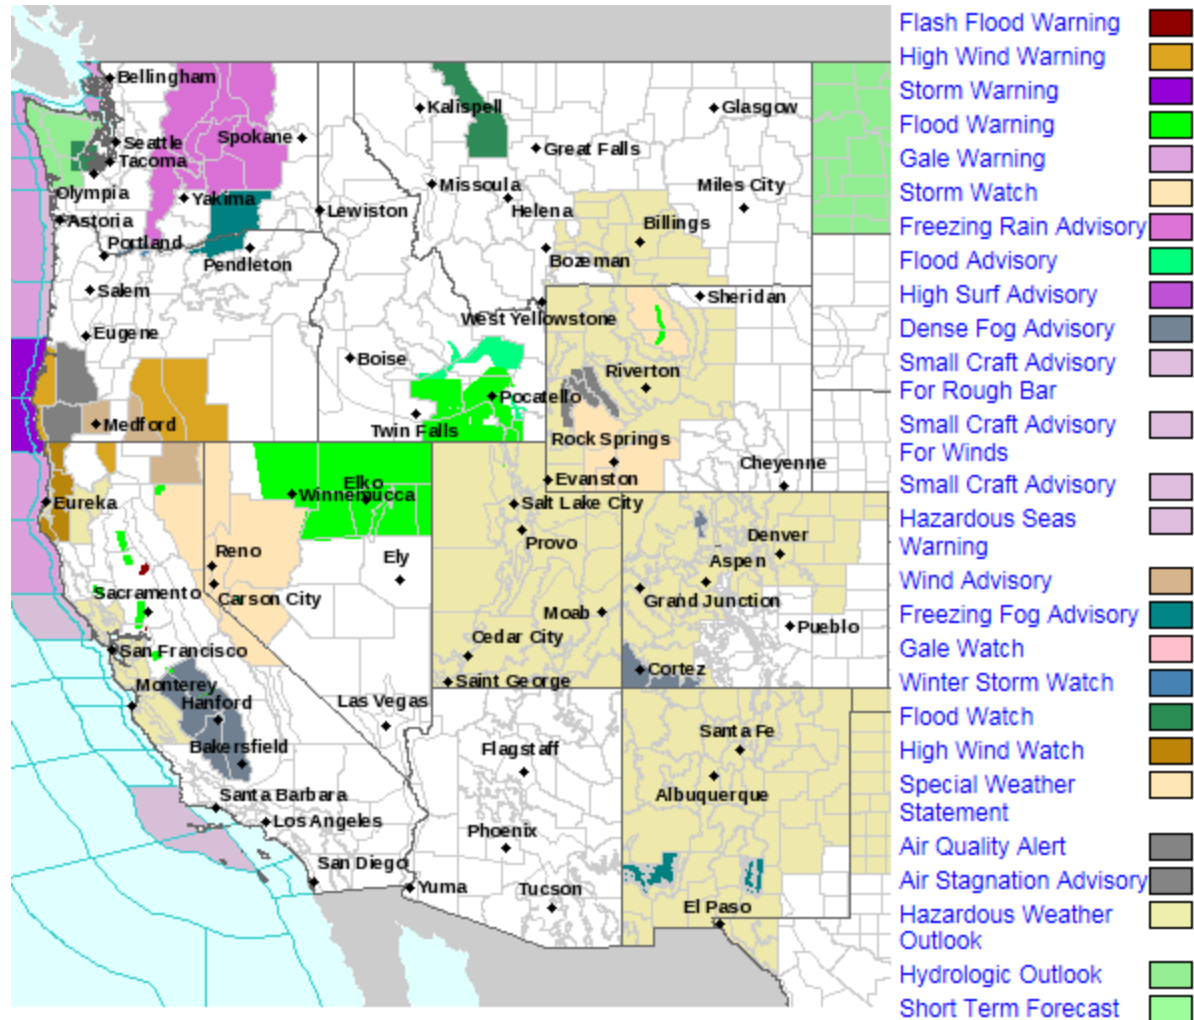 Bellingham
Kalispell
Glasgow
Seattle
Spokane
Tacoma
Great Falls
Olympia
Yakima
Missoula
Miles City
Astoria
Lewiston
Helena
Billings
Portland
Pendleton
Bozeman
Salem
Sheridan
Eugene
West Yellowstone
Boise
Riverton
Pocatello
Medford
Twin Falls
Rock Springs
Cheyenne
Eureka
Elko
Winnemucca
Evanston
Salt Lake City
Reno
Ely
Provo
Denver
Aspen
Sacramento
Carson City
Grand Junction
Moab
Pueblo
San Francisco
Cedar City
Cortez
Monterey
Saint George
Hanford
Las Vegas
Bakersfield
Flagstaff
Santa Fe
Santa Barbara
Albuquerque
Los Angeles
Phoenix
San Diego
Yuma
Tucson
El Paso
Flash Flood Warning
High Wind Warning
Storm Warning
Flood Warning
Gale Warning
Storm Watch
Freezing Rain Advisory
Flood Advisory
High Surf Advisory
Dense Fog Advisory
Small Craft Advisory
For Rough Bar
Small Craft Advisory
For Winds
Small Craft Advisory
Hazardous Seas
Warning
Wind Advisory
Freezing Fog Advisory
Gale Watch
Winter Storm Watch
Flood Watch
High Wind Watch
Special Weather
Statement
Air Quality Alert
Air Stagnation Advisory
Hazardous Weather
Outlook
Hydrologic Outlook
Short Term Forecast